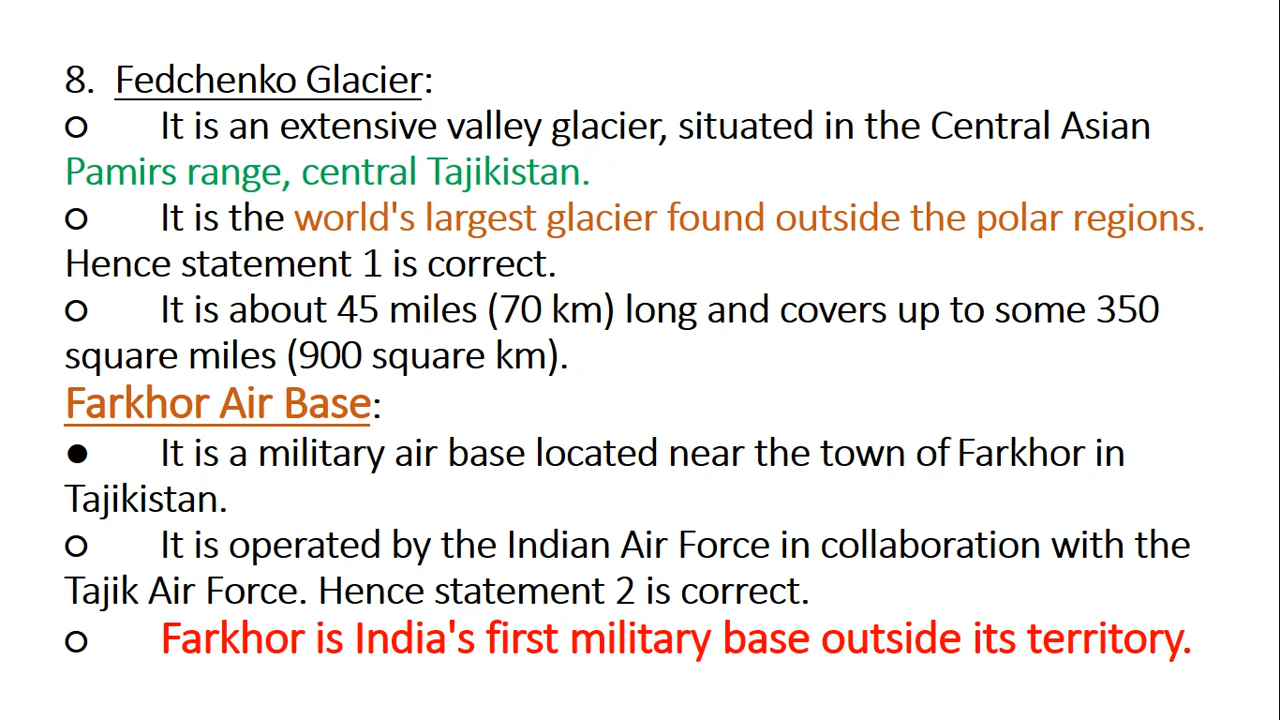 8. Fedchenko Glacier:
○ It is an extensive valley glacier, situated in the Central Asian
Pamirs range, central Tajikistan.
○ It is the world's largest glacier found outside the polar regions.
Hence statement 1 is correct.
○ It is about 45 miles (70 km) long and covers up to some 350
square miles (900 square km).
Farkhor Air Base:
● It is a military air base located near the town of Farkhor in
Tajikistan.
○ It is operated by the Indian Air Force in collaboration with the
Tajik Air Force. Hence statement 2 is correct.
○ Farkhor is India's first military base outside its territory.